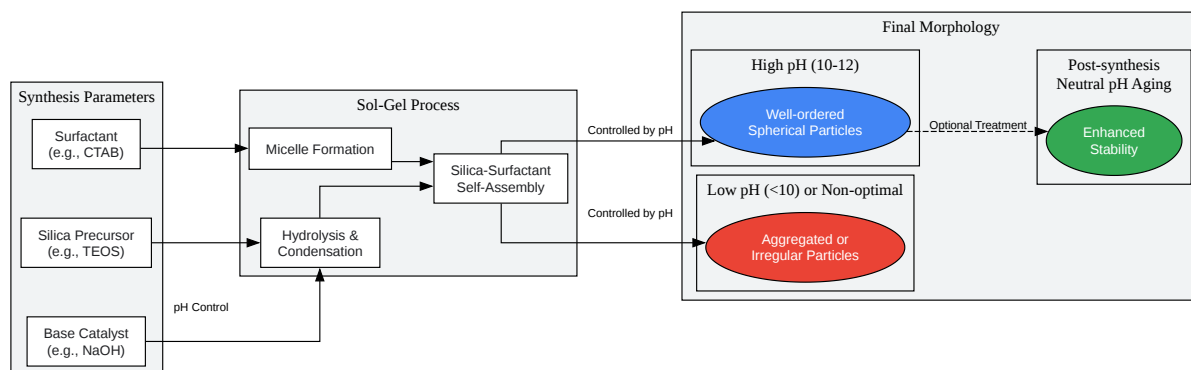 Synthesis Parameters
Surfactant
(e.g., CTAB)
Silica Precursor
(e.g., TEOS)
Base Catalyst
(e.g., NaOH)
pH Control
Sol-Gel Process
Micelle Formation
Hydrolysis &
Condensation
Silica-Surfactant
Self-Assembly
Controlled by pH
Controlled by pH
Final Morphology
High pH (10-12)
Well-ordered
Spherical Particles
Optional Treatment
Post-synthesis
Neutral pH Aging
Enhanced
Stability
Low pH (<10) or Non-optimal
Aggregated or
Irregular Particles